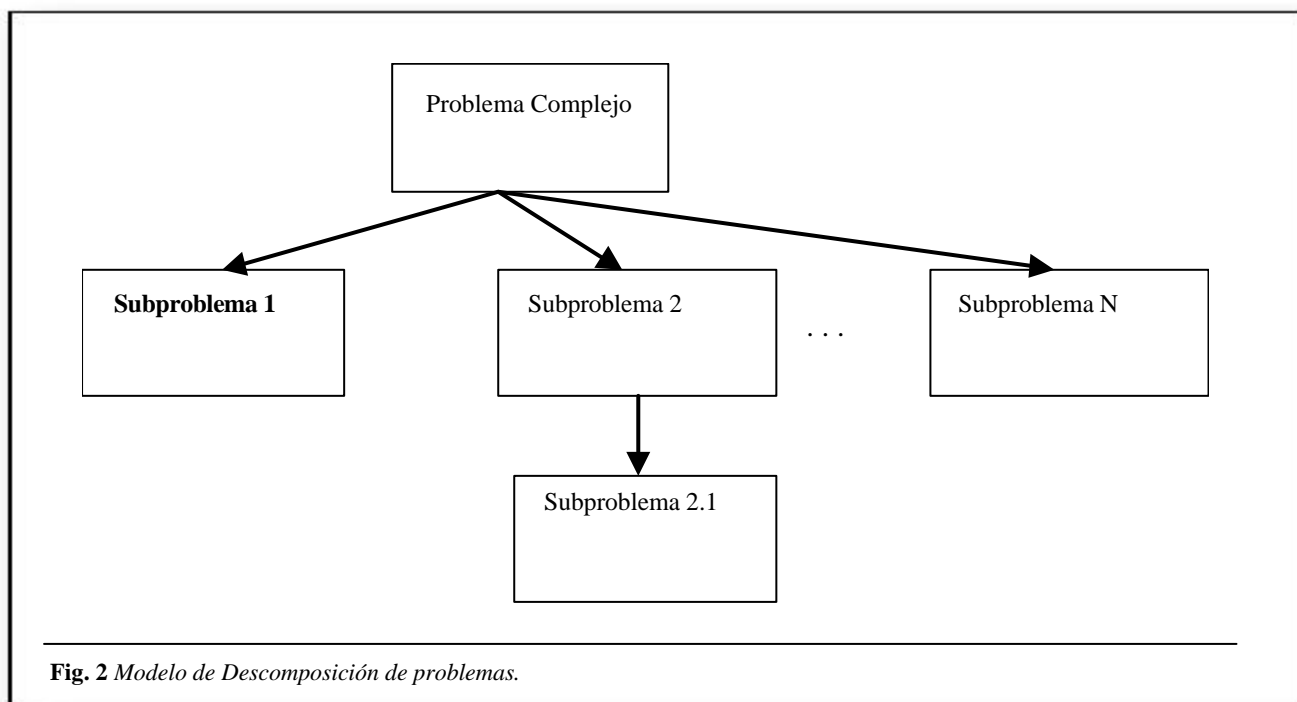 Problema Complejo
Subproblema 1
Subproblema 2
. . .
Subproblema N
Subproblema 2.1
Fig. 2 Modelo de Descomposición de problemas.